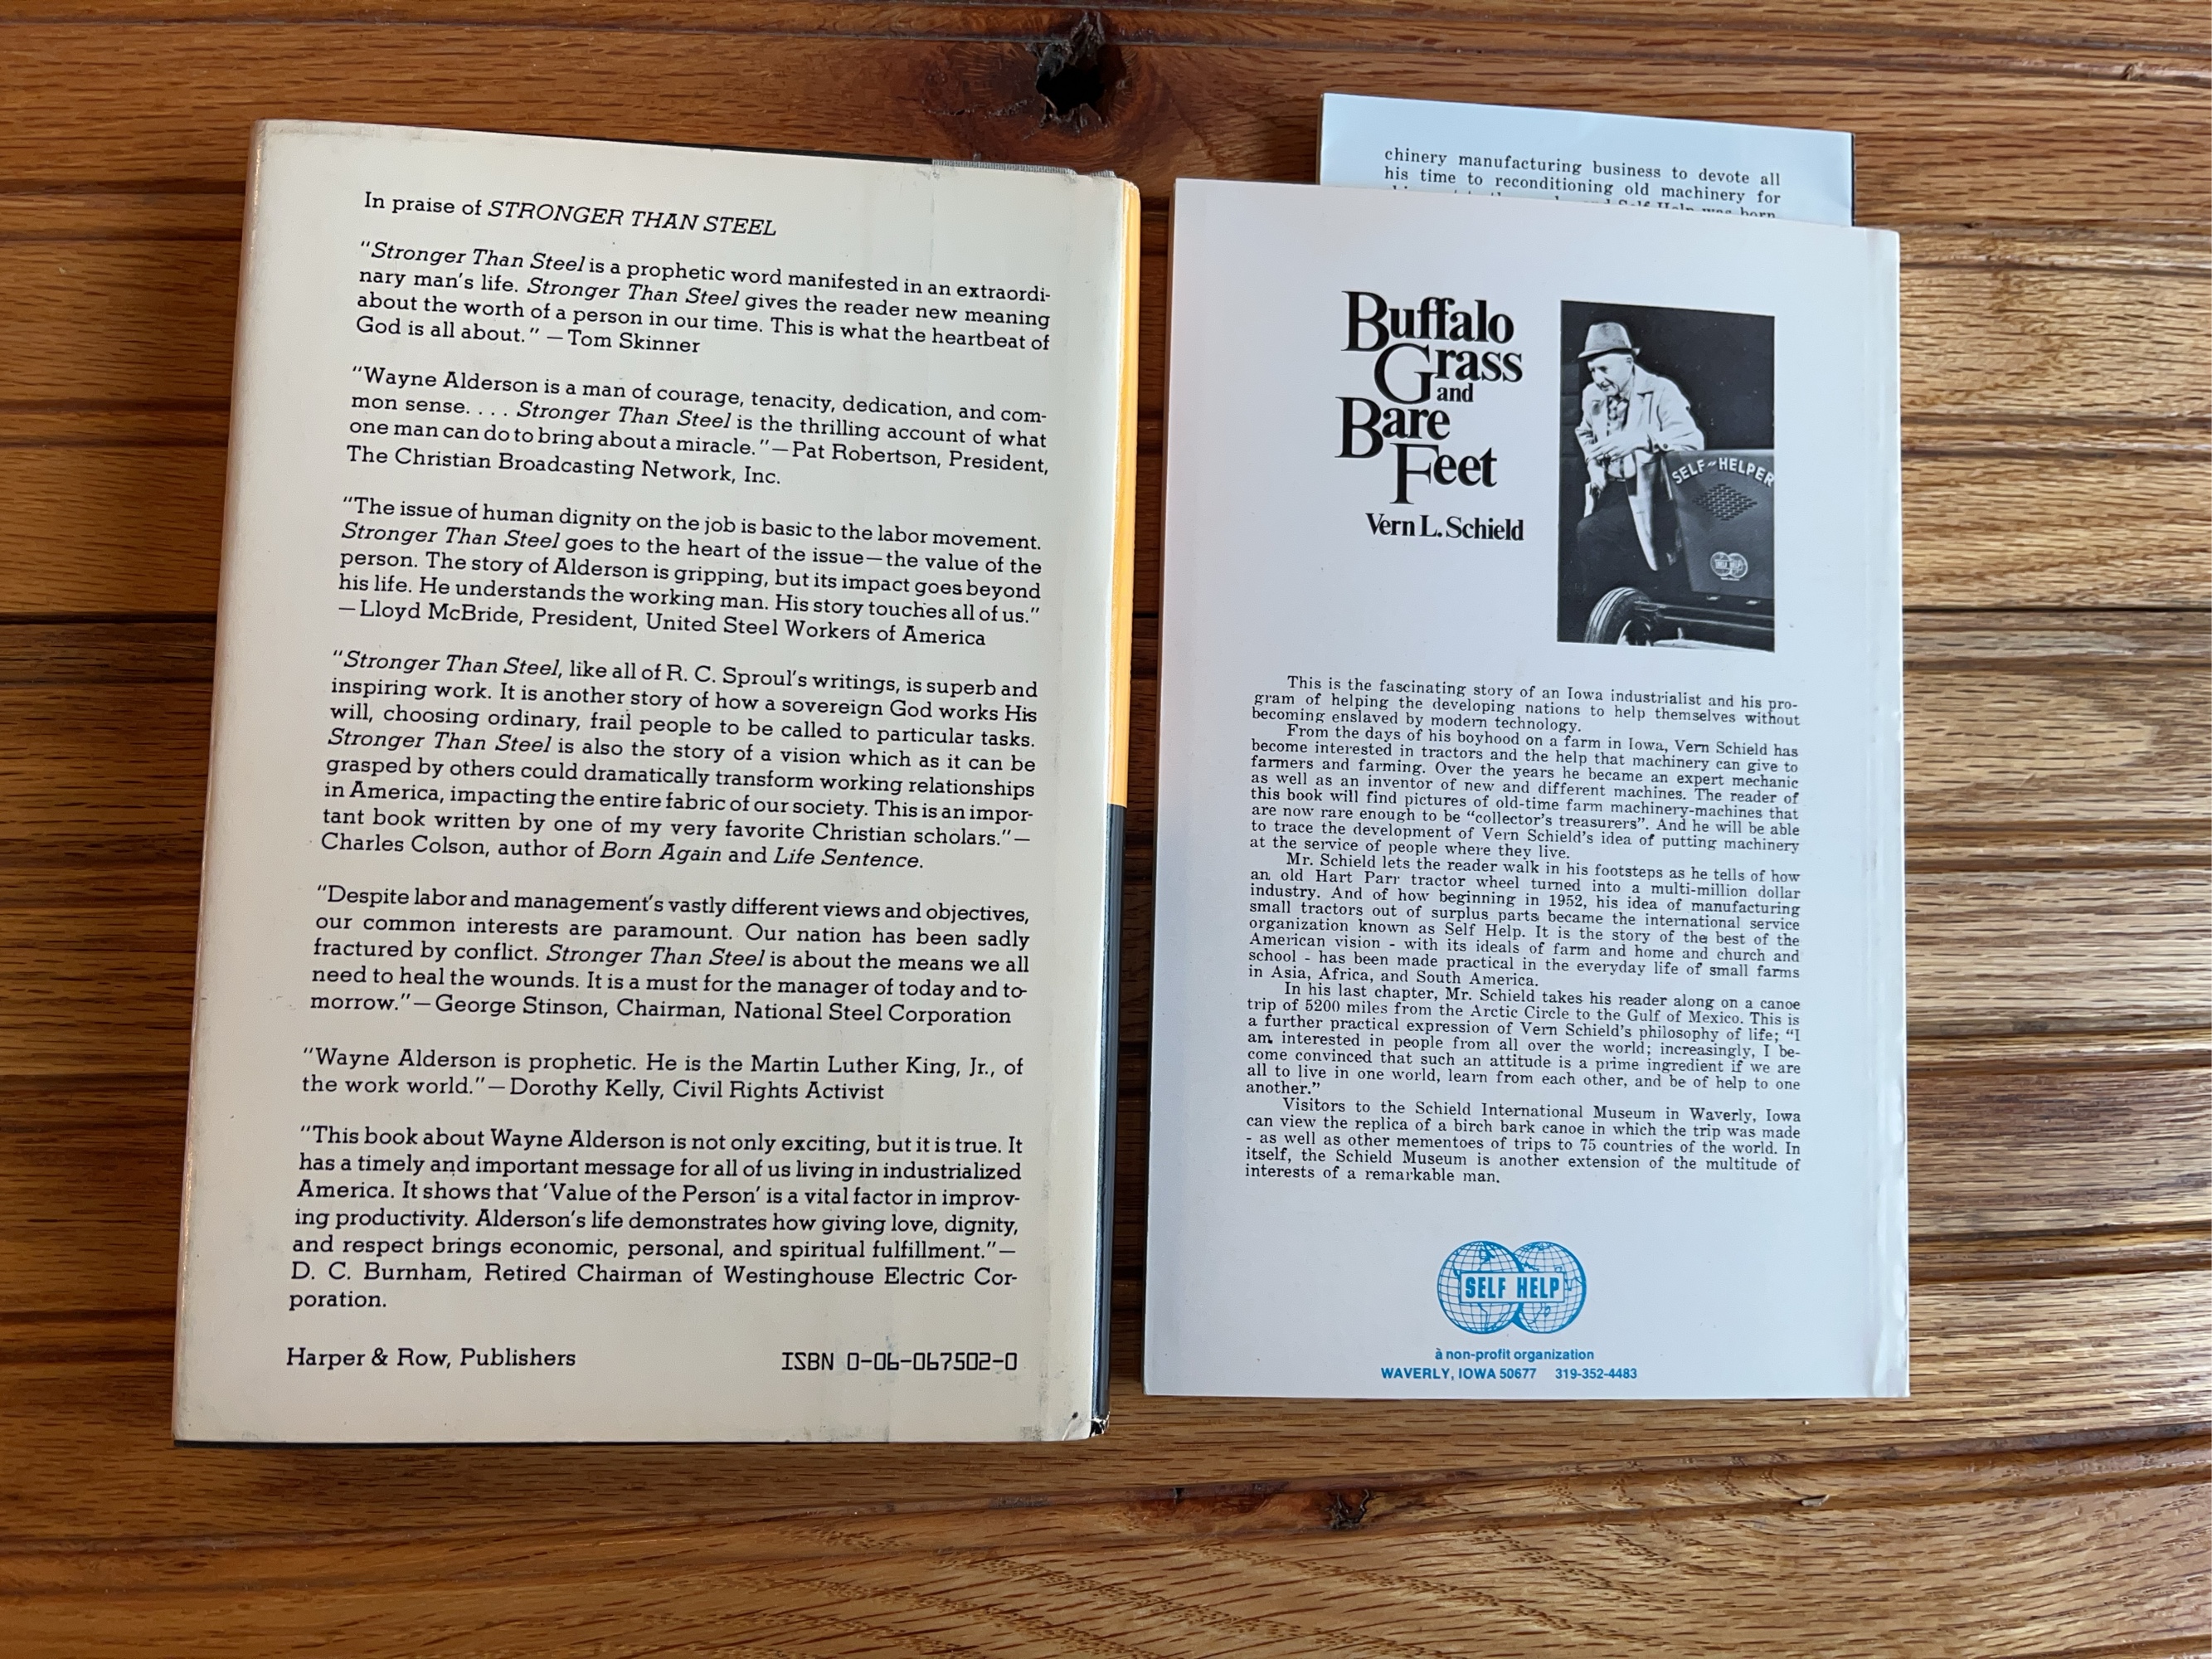 In praise of STRONGER THAN STEEL
"Stronger Than Steel is a prophetic word manifested in an extraordi-
nary man's life. Stronger Than Steel gives the reader new meaning
about the worth of a person in our time. This is what the heartbeat of
God is all about." —Tom Skinner
"Wayne Alderson is a man of courage, tenacity, dedication, and com-
mon sense. . . . Stronger Than Steel is the thrilling account of what
one man can do to bring about a miracle."—Pat Robertson, President,
The Christian Broadcasting Network, Inc.
"The issue of human dignity on the job is basic to the labor movement.
Stronger Than Steel goes to the heart of the issue—the value of the
person. The story of Alderson is gripping, but its impact goes beyond
his life. He understands the working man. His story touches all of us."
—Lloyd McBride, President, United Steel Workers of America
"Stronger Than Steel, like all of R. C. Sproul's writings, is superb and
inspiring work. It is another story of how a sovereign God works His
will, choosing ordinary, frail people to be called to particular tasks.
Stronger Than Steel is also the story of a vision which as it can be
grasped by others could dramatically transform working relationships
in America, impacting the entire fabric of our society. This is an impor-
tant book written by one of my very favorite Christian scholars."—
Charles Colson, author of Born Again and Life Sentence.
"Despite labor and management's vastly different views and objectives,
our common interests are paramount. Our nation has been sadly
fractured by conflict. Stronger Than Steel is about the means we all
need to heal the wounds. It is a must for the manager of today and to-
morrow."—George Stinson, Chairman, National Steel Corporation
"Wayne Alderson is prophetic. He is the Martin Luther King, Jr., of
the work world."—Dorothy Kelly, Civil Rights Activist
"This book about Wayne Alderson is not only exciting, but it is true. It
has a timely and important message for all of us living in industrialized
America. It shows that 'Value of the Person' is a vital factor in improv-
ing productivity. Alderson's life demonstrates how giving love, dignity,
and respect brings economic, personal, and spiritual fulfillment."—
D. C. Burnham, Retired Chairman of Westinghouse Electric Cor-
poration.
Harper & Row, Publishers
ISBN 0-06-067502-0
chinery manufacturing business to devote all
his time to reconditioning old machinery for
and Self Help was born
Buffalo
Grass
and
Bare
Feet
Vern L. Schield
SELF-HELPER
SELF HELP
This is the fascinating story of an Iowa industrialist and his pro-
gram of helping the developing nations to help themselves without
becoming enslaved by modern technology.
From the days of his boyhood on a farm in Iowa, Vern Schield has
become interested in tractors and the help that machinery can give to
farmers and farming. Over the years he became an expert mechanic
as well as an inventor of new and different machines. The reader of
this book will find pictures of old-time farm machinery-machines that
are now rare enough to be "collector's treasurers". And he will be able
to trace the development of Vern Schield's idea of putting machinery
at the service of people where they live.
Mr. Schield lets the reader walk in his footsteps as he tells of how
an old Hart Parr tractor wheel turned into a multi-million dollar
industry. And of how beginning in 1952, his idea of manufacturing
small tractors out of surplus parts became the international service
organization known as Self Help. It is the story of the best of the
American vision - with its ideals of farm and home and church and
school - has been made practical in the everyday life of small farms
in Asia, Africa, and South America.
In his last chapter, Mr. Schield takes his reader along on a canoe
trip of 5200 miles from the Arctic Circle to the Gulf of Mexico. This is
a further practical expression of Vern Schield's philosophy of life; "I
am interested in people from all over the world; increasingly, I be-
come convinced that such an attitude is a prime ingredient if we are
all to live in one world, learn from each other, and be of help to one
another."
Visitors to the Schield International Museum in Waverly, Iowa
can view the replica of a birch bark canoe in which the trip was made
- as well as other mementoes of trips to 75 countries of the world. In
itself, the Schield Museum is another extension of the multitude of
interests of a remarkable man.
SELF HELP
à non-profit organization
WAVERLY, IOWA 50677 319-352-4483